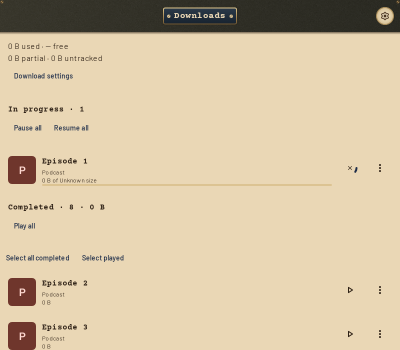 Downloads
0 B used · — free
0 B partial · 0 B untracked
Download settings
In progress · 1
Pause all Resume all
P
Episode 1
Podcast
0 B of Unknown size
Completed · 8 · 0 B
Play all
Select all completed Select played
P
Episode 2
Podcast
0 B
P
Episode 3
Podcast
0 B